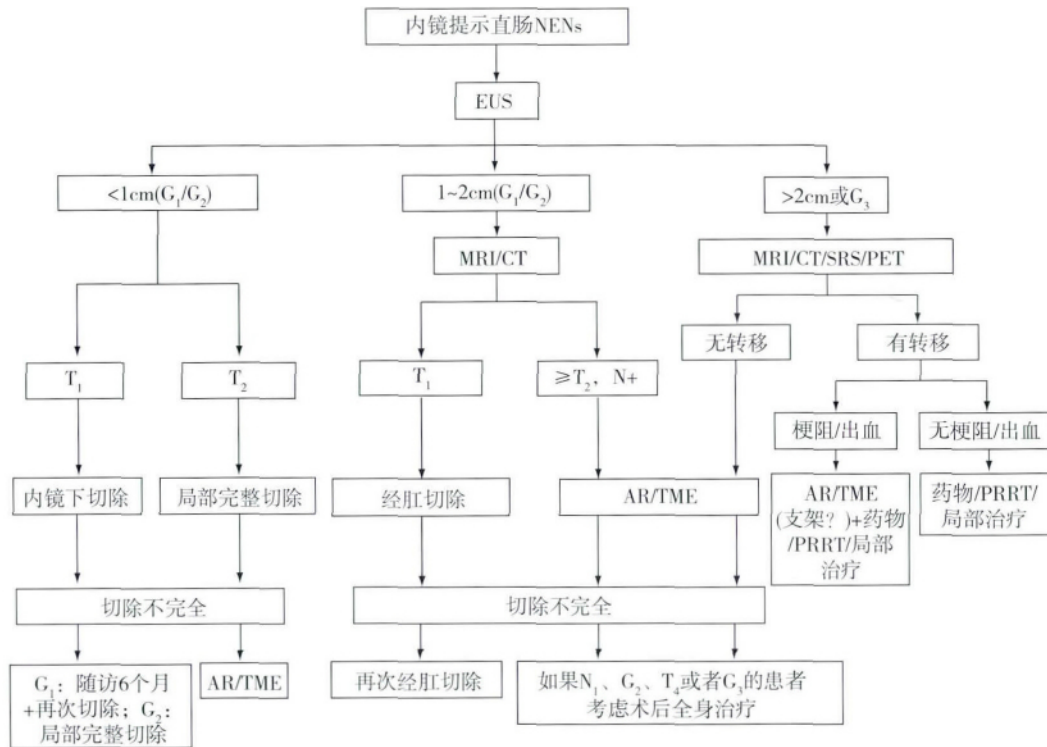 内镜提示直肠NENs
EUS
<1cm(G₁/G₂)
1~2cm(G₁/G₂)
>2cm或G₃
MRI/CT
MRI/CT/SRS/PET
无转移
有转移
T₁
T₂
T₁
≥T₂, N+
梗阻/出血
无梗阻/出血
内镜下切除
局部完整切除
经肛切除
AR/TME
AR/TME
(支架? )+药物
/PRRT/局部
治疗
药物/PRRT/
局部治疗
切除不完全
切除不完全
G₁: 随访6个月
+再次切除; G₂:
局部完整切除
AR/TME
再次经肛切除
如果N₁、G₂、T₄或者G₃的患者
考虑术后全身治疗